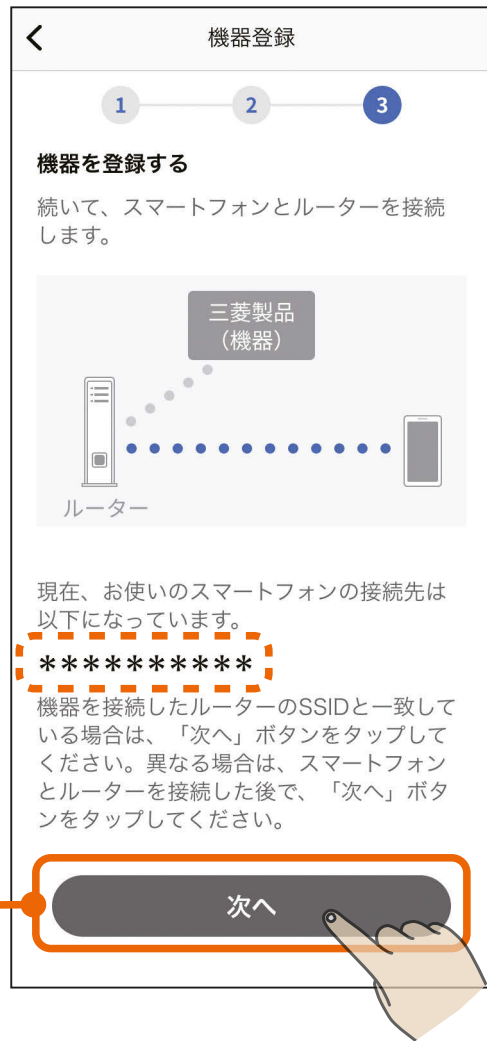 機器登録
1 2 3
機器を登録する
続いて、スマートフォンとルーターを接続
します。
三菱製品
（機器）
ルーター
現在、お使いのスマートフォンの接続先は
以下になっています。
**********
機器を接続したルーターのSSIDと一致して
いる場合は、「次へ」ボタンをタップして
ください。異なる場合は、スマートフォン
とルーターを接続した後で、「次へ」ボタ
ンをタップしてください。
次へ